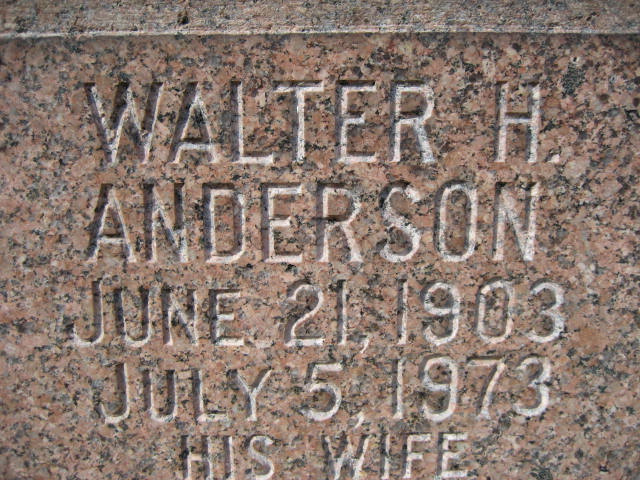 WALTER H.
ANDERSON
JUNE 21, 1903
JULY 5, 1973
HIS WIFE